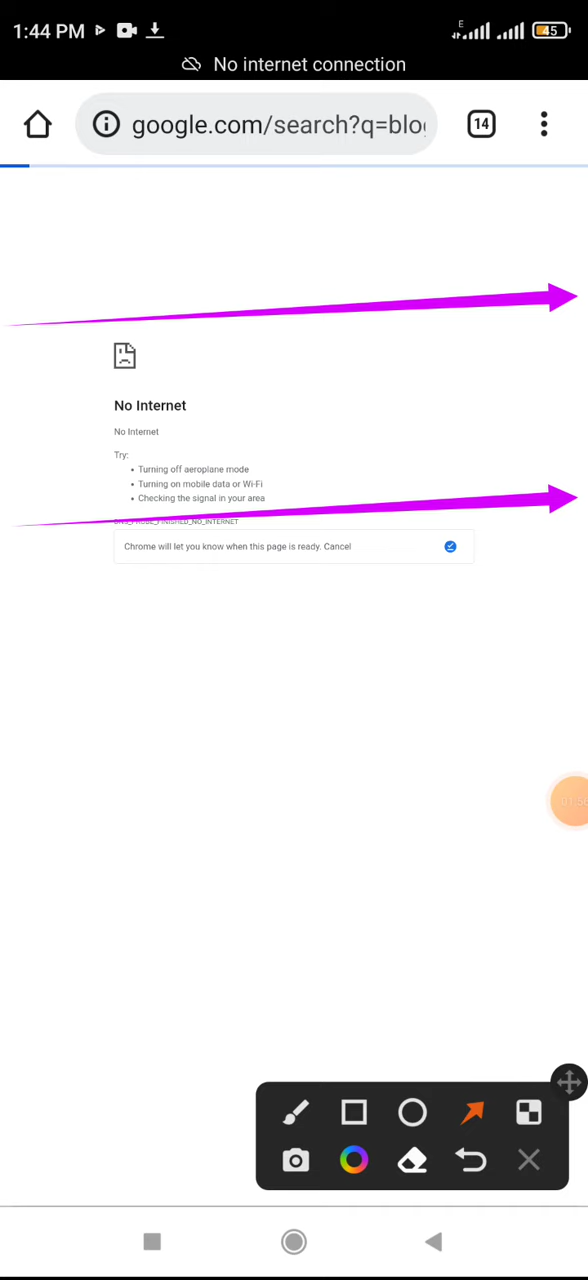 1:44 PM
E
45
No internet connection
google.com/search?q=blo
14
No Internet
No Internet
Try:
• Turning off aeroplane mode
• Turning on mobile data or Wi-Fi
• Checking the signal in your area
DNS_PROBE_FINISHED_NO_INTERNET
Chrome will let you know when this page is ready. Cancel